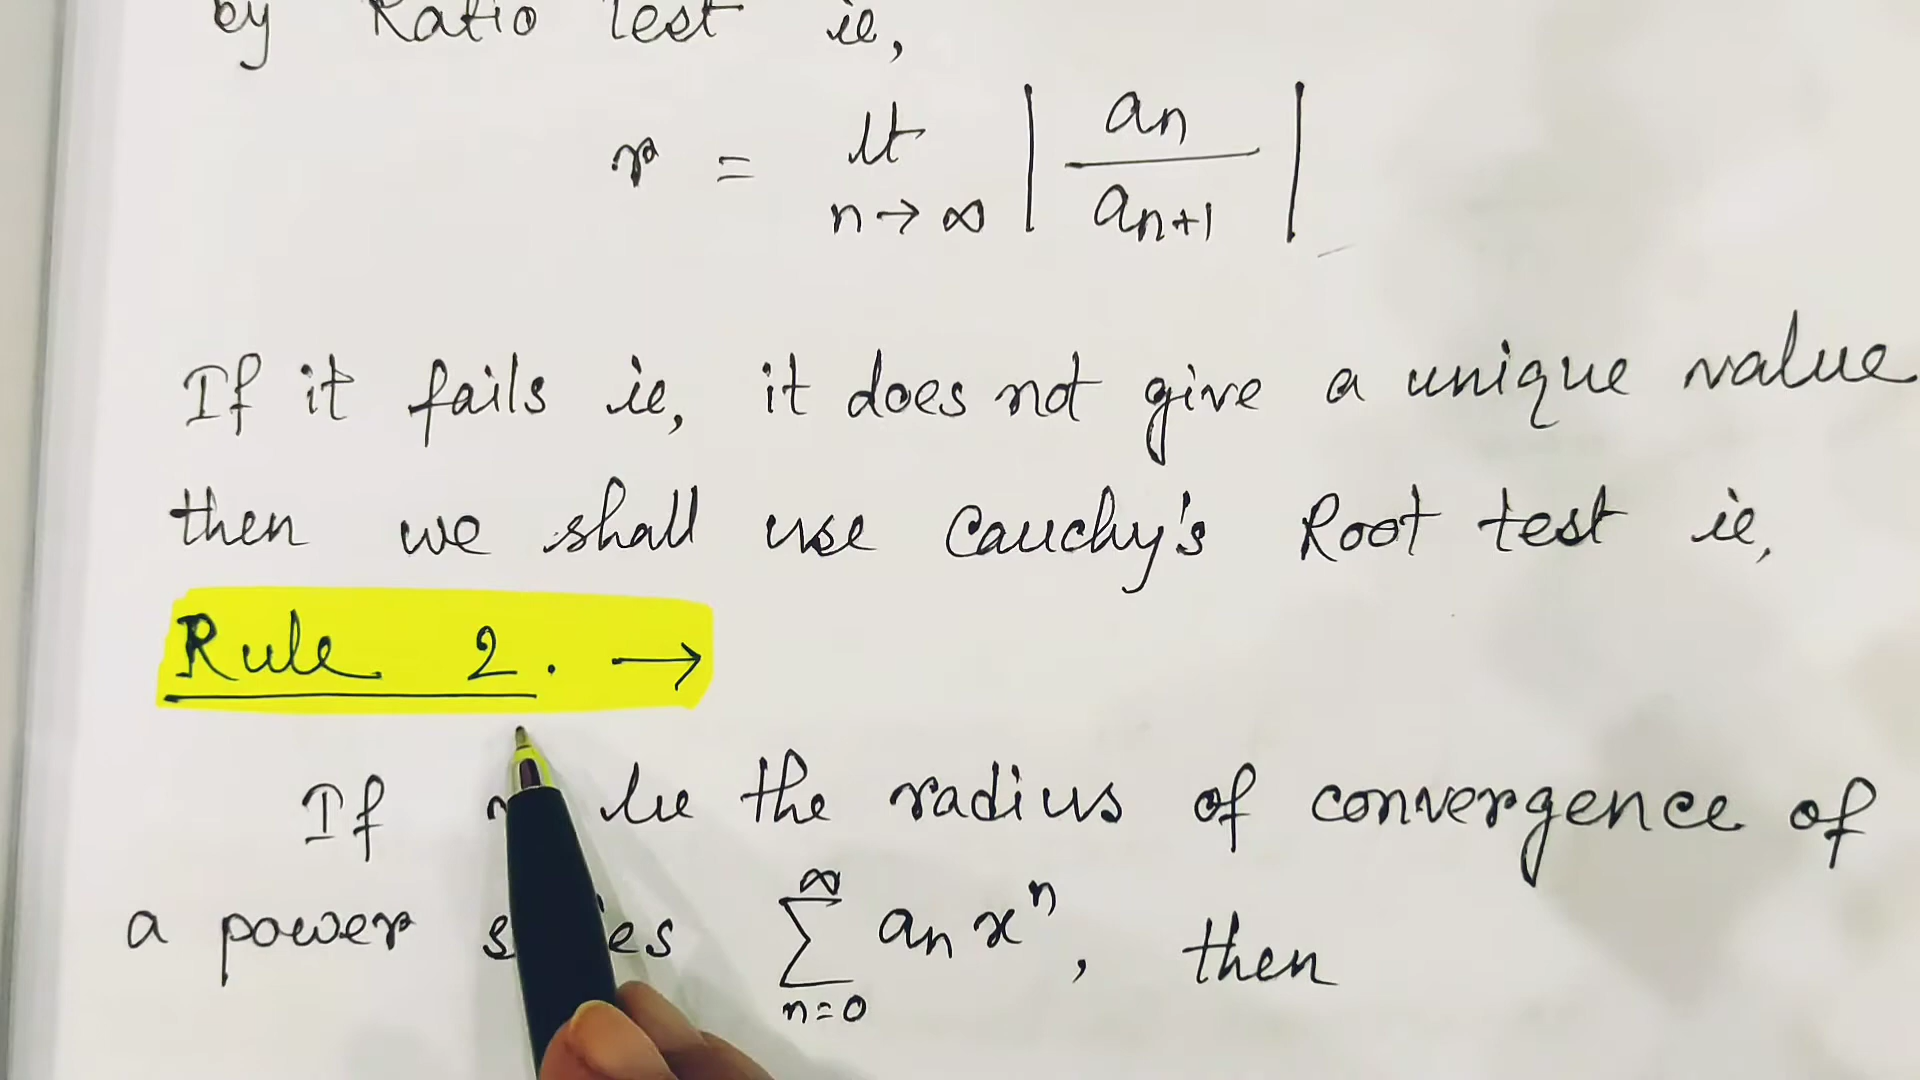 by Ratio Test ie,
r = lt n→∞ | an / an+1 |
If it fails ie, it does not give a unique value
then we shall use Cauchy's Root test ie,
Rule 2. →
If be the radius of convergence of
a power series ∞ ∑ n=0 an xⁿ, then